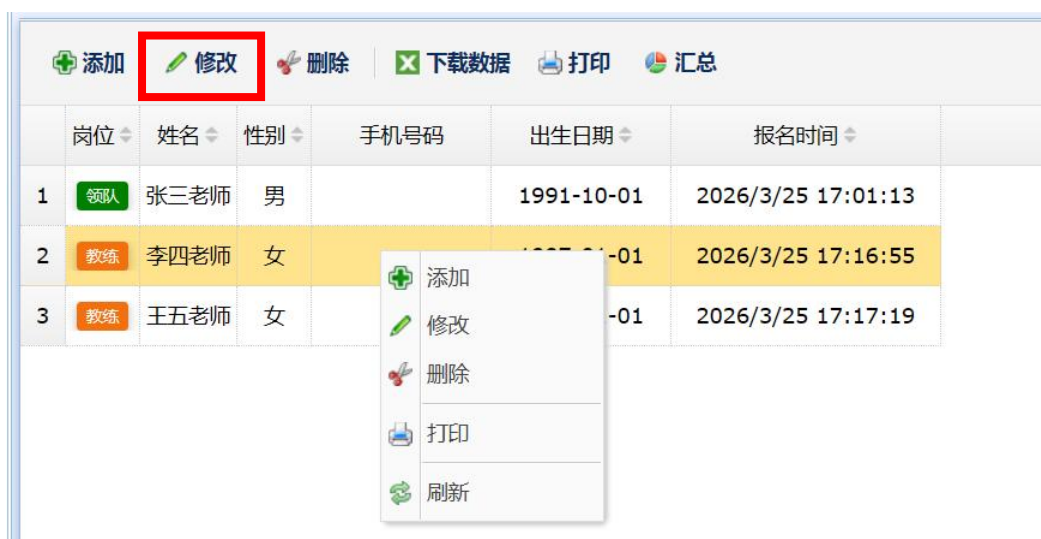 添加 修改 删除 下载数据 打印 汇总
岗位 姓名 性别 手机号码 出生日期 报名时间
1 领队 张三老师 男 1991-10-01 2026/3/25 17:01:13
2 教练 李四老师 女 -01 2026/3/25 17:16:55
3 教练 王五老师 女 -01 2026/3/25 17:17:19
添加
修改
删除
打印
刷新